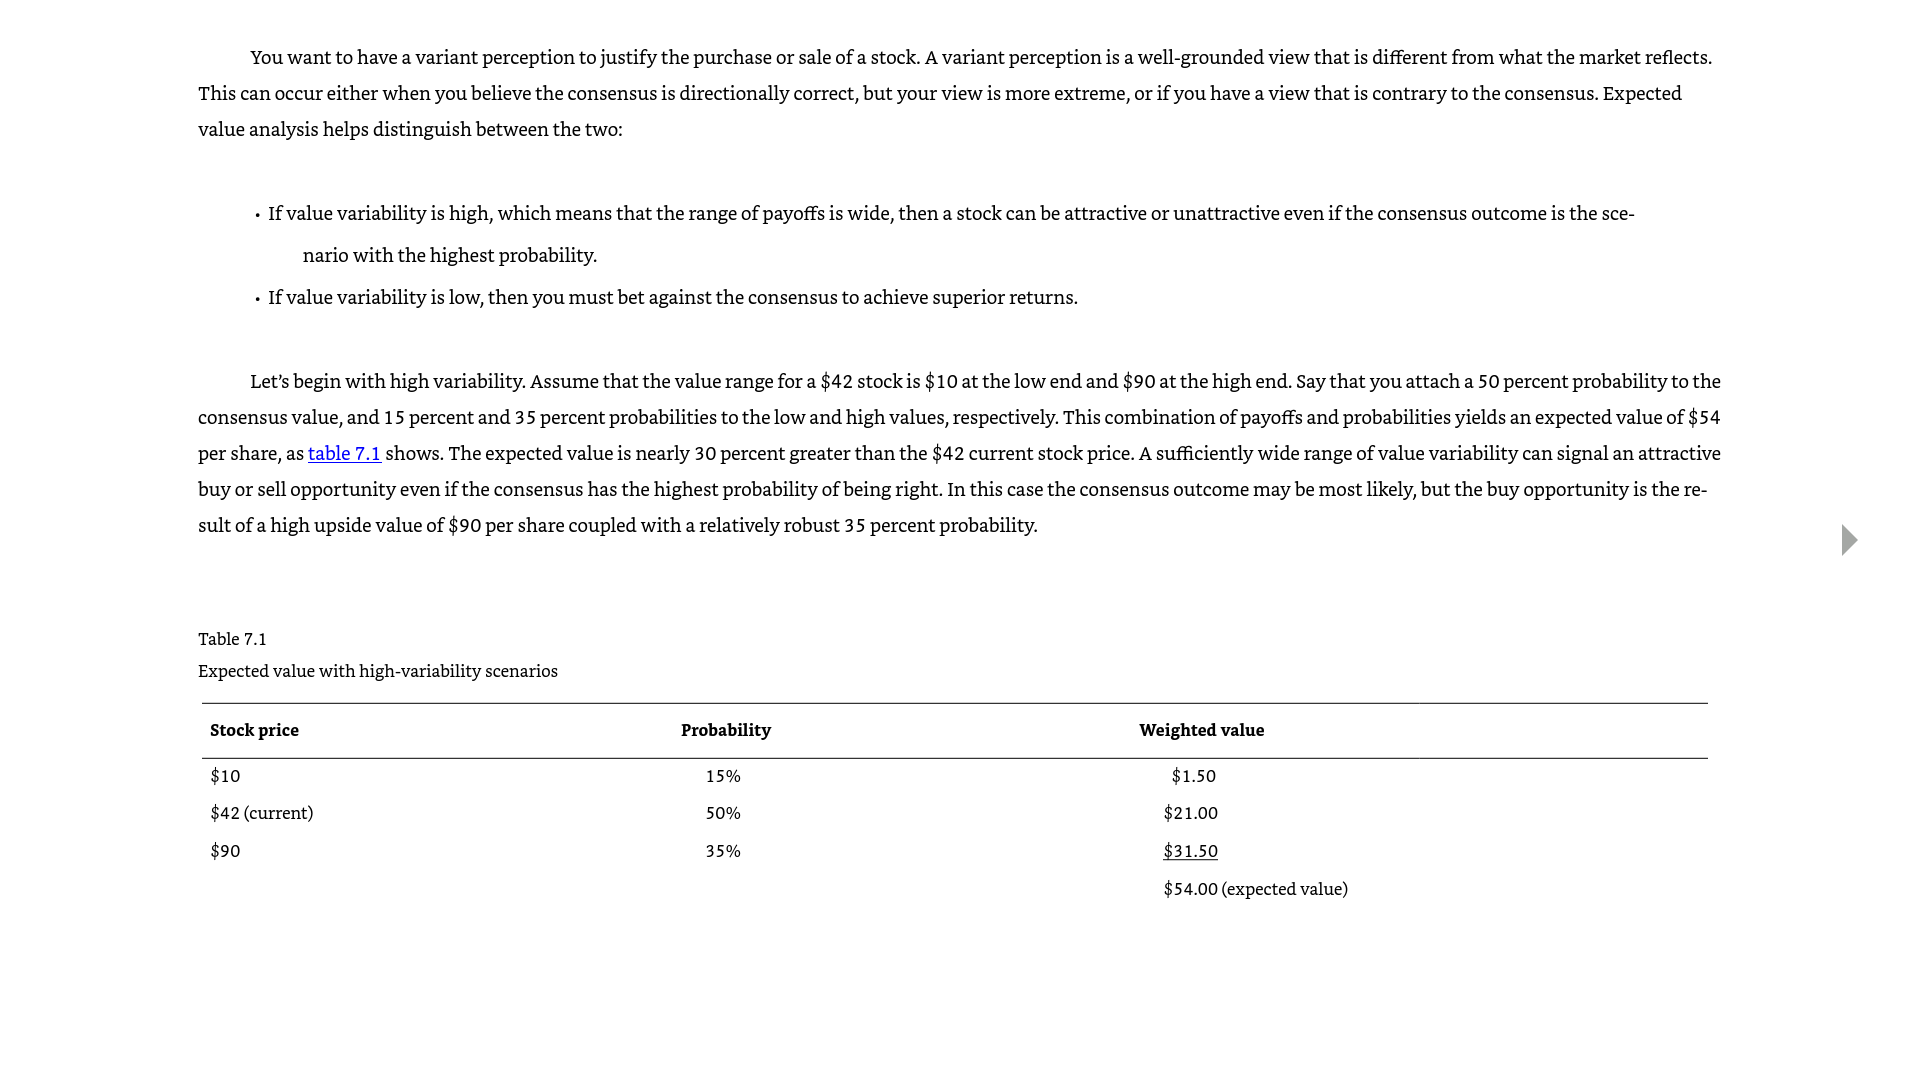 You want to have a variant perception to justify the purchase or sale of a stock. A variant perception is a well-grounded view that is different from what the market reflects.
This can occur either when you believe the consensus is directionally correct, but your view is more extreme, or if you have a view that is contrary to the consensus. Expected
value analysis helps distinguish between the two:
• If value variability is high, which means that the range of payoffs is wide, then a stock can be attractive or unattractive even if the consensus outcome is the sce-
nario with the highest probability.
• If value variability is low, then you must bet against the consensus to achieve superior returns.
Let’s begin with high variability. Assume that the value range for a $42 stock is $10 at the low end and $90 at the high end. Say that you attach a 50 percent probability to the
consensus value, and 15 percent and 35 percent probabilities to the low and high values, respectively. This combination of payoffs and probabilities yields an expected value of $54
per share, as table 7.1 shows. The expected value is nearly 30 percent greater than the $42 current stock price. A sufficiently wide range of value variability can signal an attractive
buy or sell opportunity even if the consensus has the highest probability of being right. In this case the consensus outcome may be most likely, but the buy opportunity is the re-
sult of a high upside value of $90 per share coupled with a relatively robust 35 percent probability.
Table 7.1
Expected value with high-variability scenarios
Stock price Probability Weighted value
$10 15% $1.50
$42 (current) 50% $21.00
$90 35% $31.50
$54.00 (expected value)